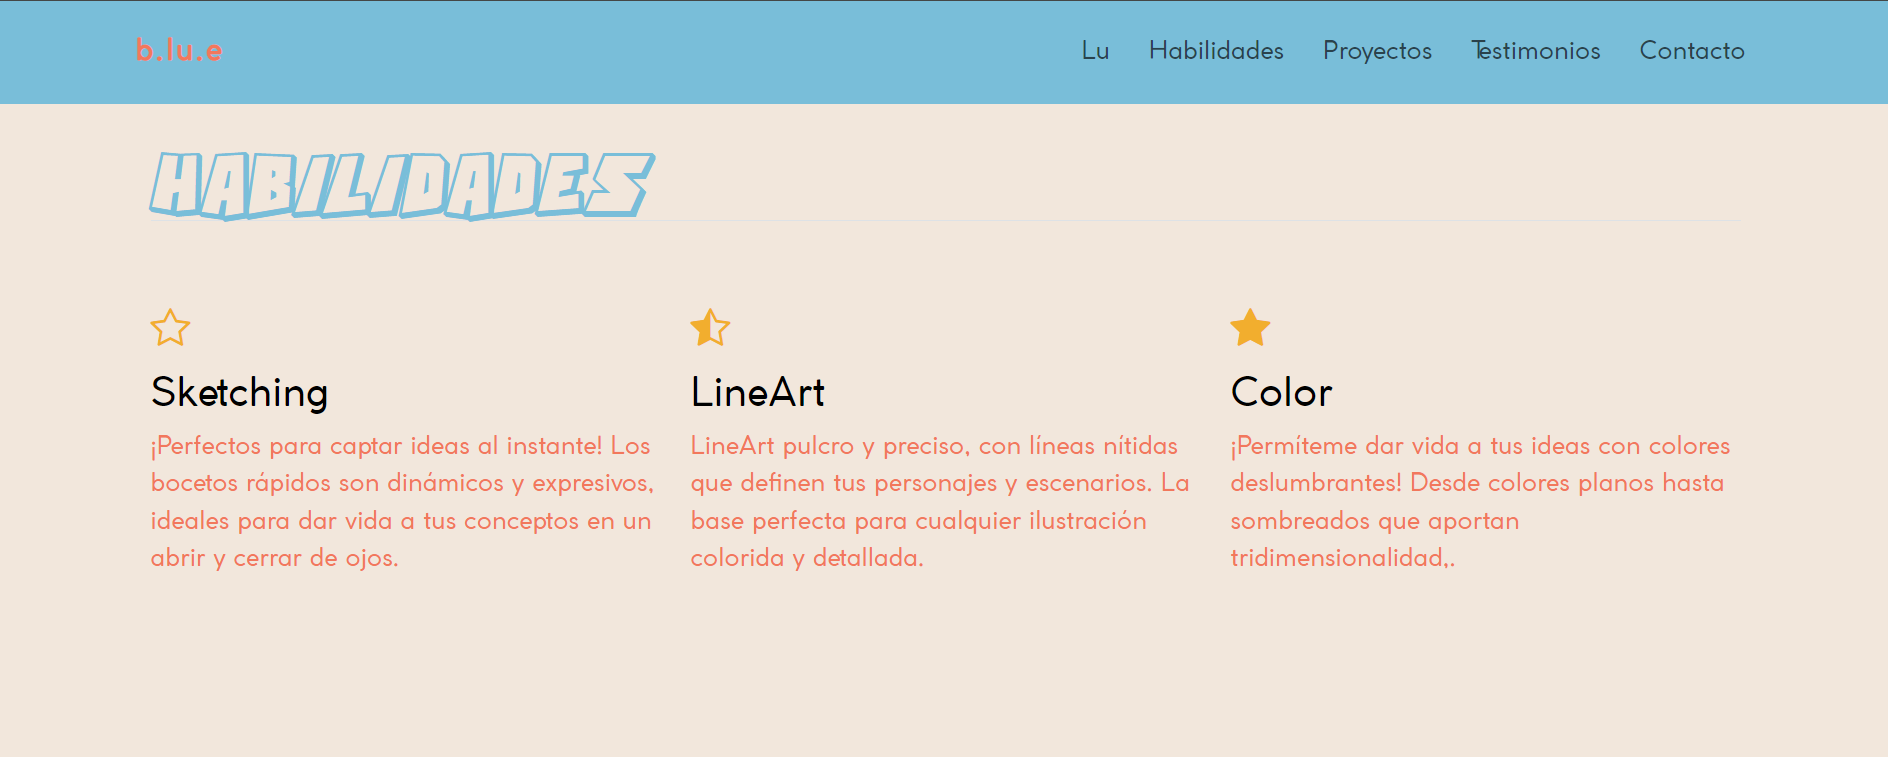 b.lu.e
Lu Habilidades Proyectos Testimonios Contacto
HABILIDADES
Sketching
¡Perfectos para captar ideas al instante! Los
bocetos rápidos son dinámicos y expresivos,
ideales para dar vida a tus conceptos en un
abrir y cerrar de ojos.
LineArt
LineArt pulcro y preciso, con líneas nítidas
que definen tus personajes y escenarios. La
base perfecta para cualquier ilustración
colorida y detallada.
Color
¡Permíteme dar vida a tus ideas con colores
deslumbrantes! Desde colores planos hasta
sombreados que aportan
tridimensionalidad,.